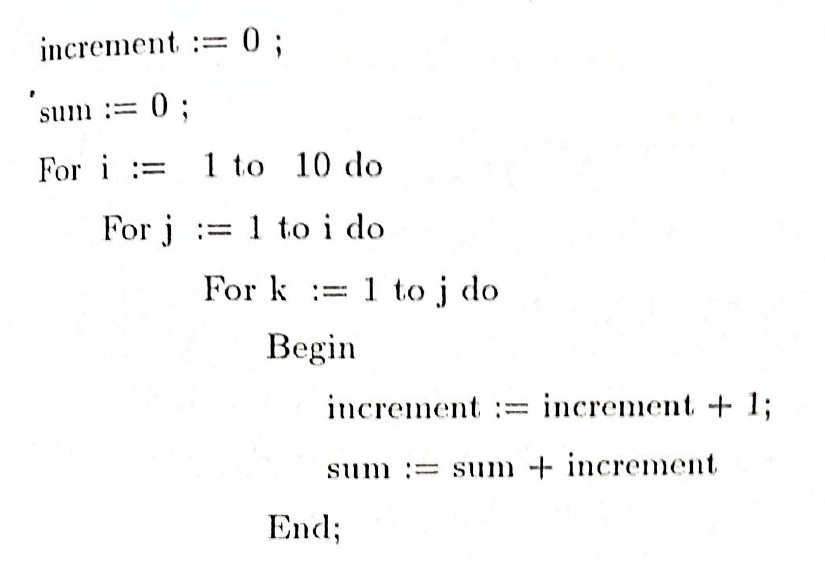 increment := 0 ;
sum := 0 ;
For i := 1 to 10 do
For j := 1 to i do
For k := 1 to j do
Begin
increment := increment + 1;
sum := sum + increment
End;